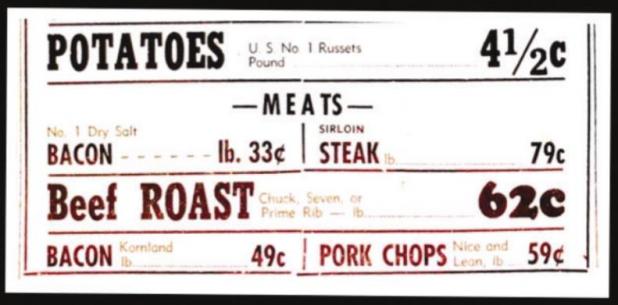 POTATOES U. S. No. 1 Russets Pound 4½c
—MEATS—
No. 1 Dry Salt
BACON - - - - - - - lb. 33¢
SIRLOIN
STEAK lb. 79c
Beef ROAST Chuck, Seven, or Prime Rib — lb. 62c
BACON Kornland lb. 49c
PORK CHOPS Nice and Lean, lb. 59¢